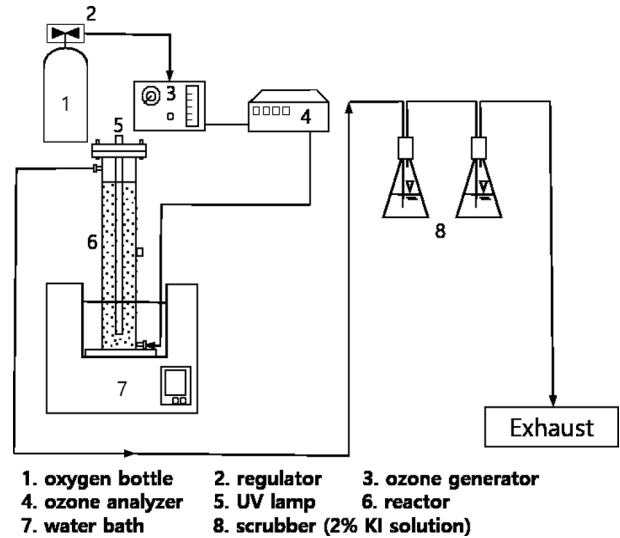 2
1
3
4
5
6
7
8
Exhaust
1. oxygen bottle 2. regulator 3. ozone generator
4. ozone analyzer 5. UV lamp 6. reactor
7. water bath 8. scrubber (2% KI solution)